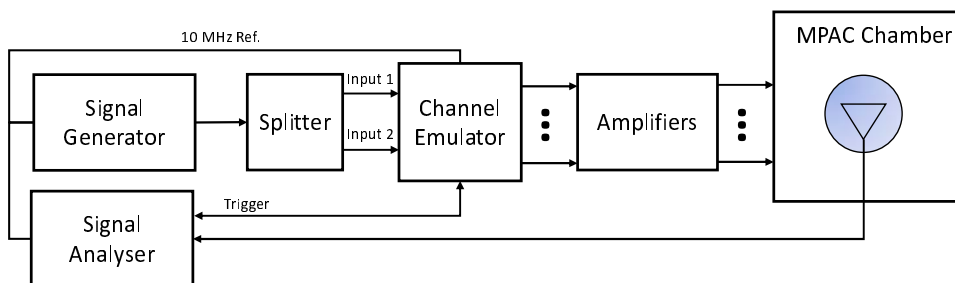 10 MHz Ref.
MPAC Chamber
Signal
Generator
Splitter
Input 1
Input 2
Channel
Emulator
Amplifiers
Trigger
Signal
Analyser